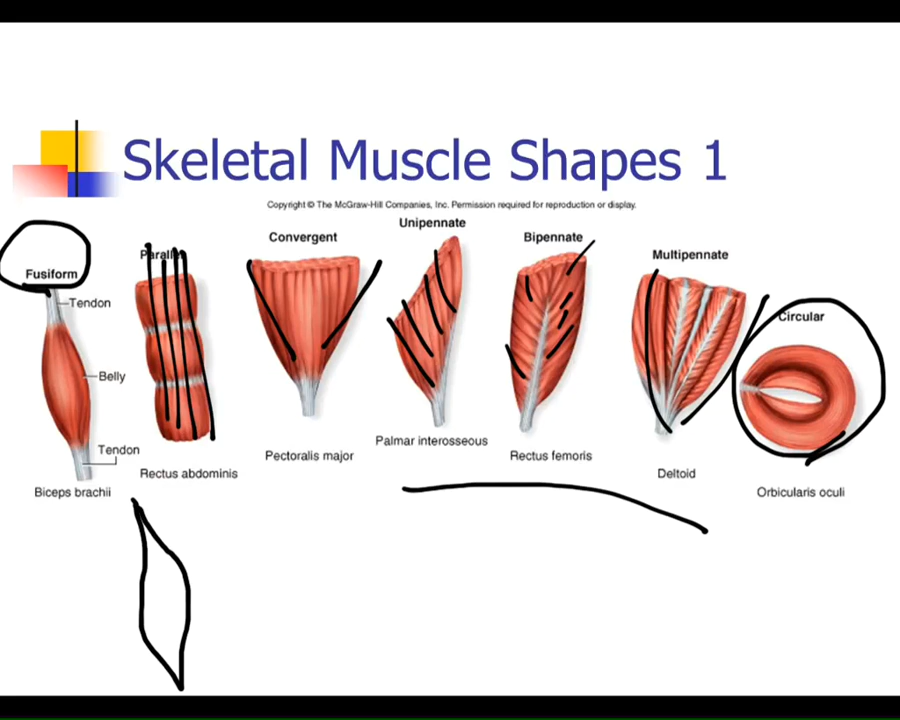 Skeletal Muscle Shapes 1
Copyright © The McGraw-Hill Companies, Inc. Permission required for reproduction or display.
Fusiform
Parallel
Convergent
Unipennate
Bipennate
Multipennate
Circular
Tendon
Belly
Tendon
Biceps brachii
Rectus abdominis
Pectoralis major
Palmar interosseous
Rectus femoris
Deltoid
Orbicularis oculi